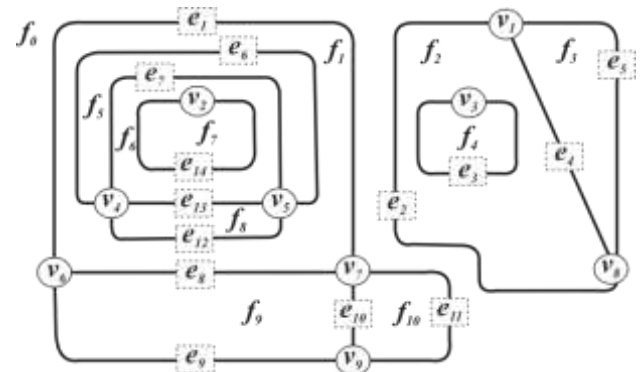 f0 e1 v1
e6 f1 f2 f3
e7 e5
f5 v2 v3
f6 f7 f4
e14 e3 e4
v4 e13 v5 e2
f8
e12
v6 e8 v7 v8
f9 e10 f10 e11
e9 v9